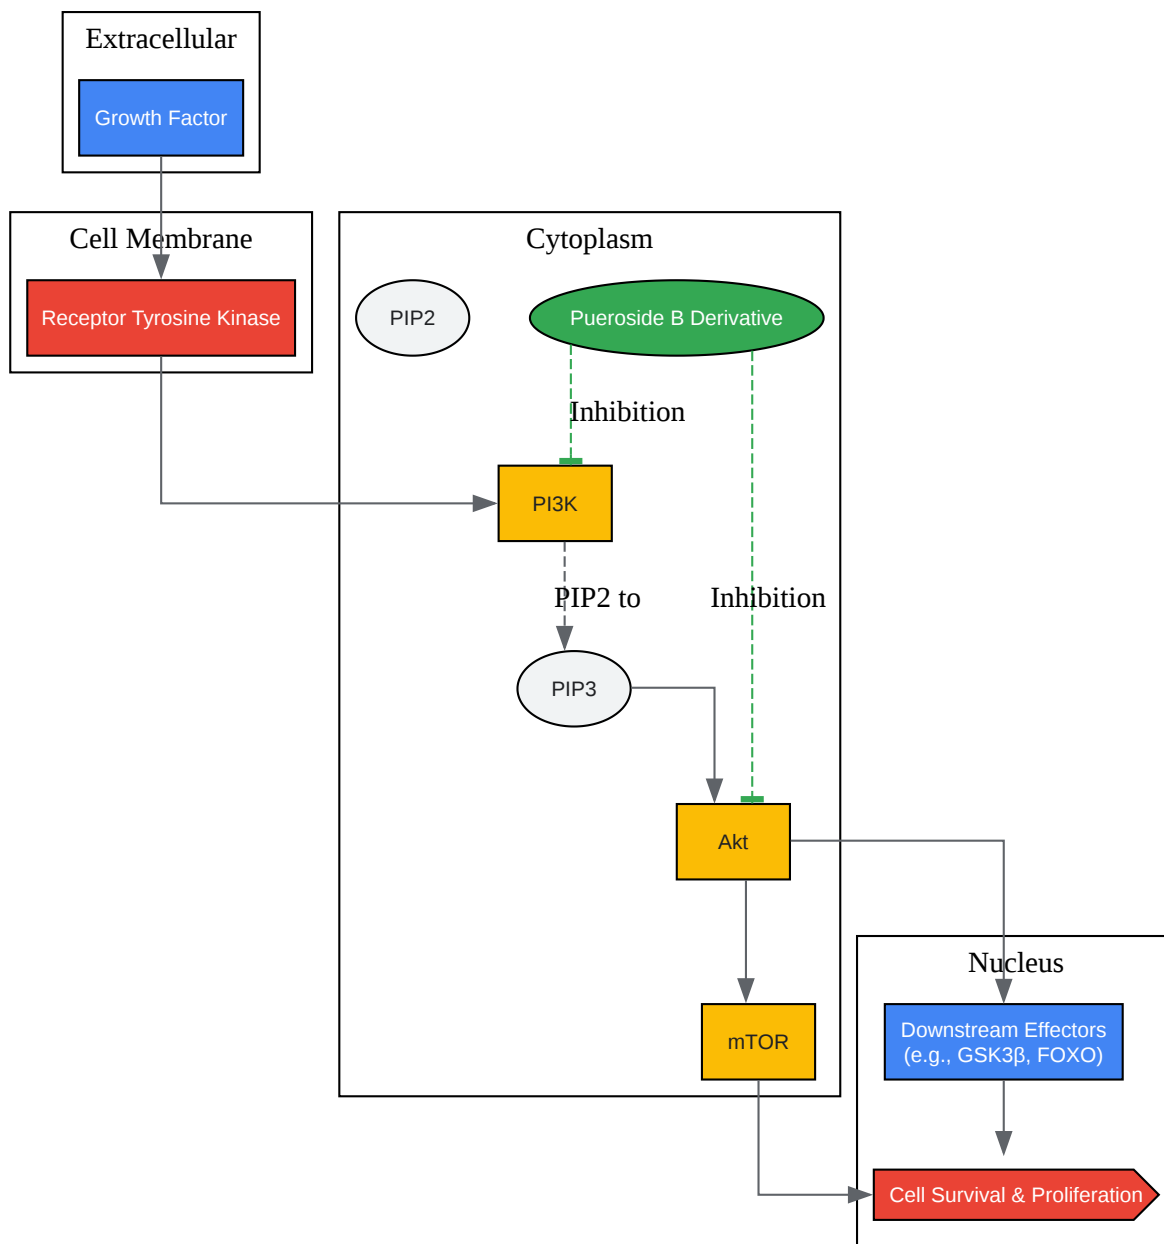 Extracellular
Growth Factor
Cell Membrane
Receptor Tyrosine Kinase
Cytoplasm
PIP2
Pueroside B Derivative
Inhibition
PI3K
PIP2 to
Inhibition
PIP3
Akt
mTOR
Nucleus
Downstream Effectors
(e.g., GSK3β, FOXO)
Cell Survival & Proliferation